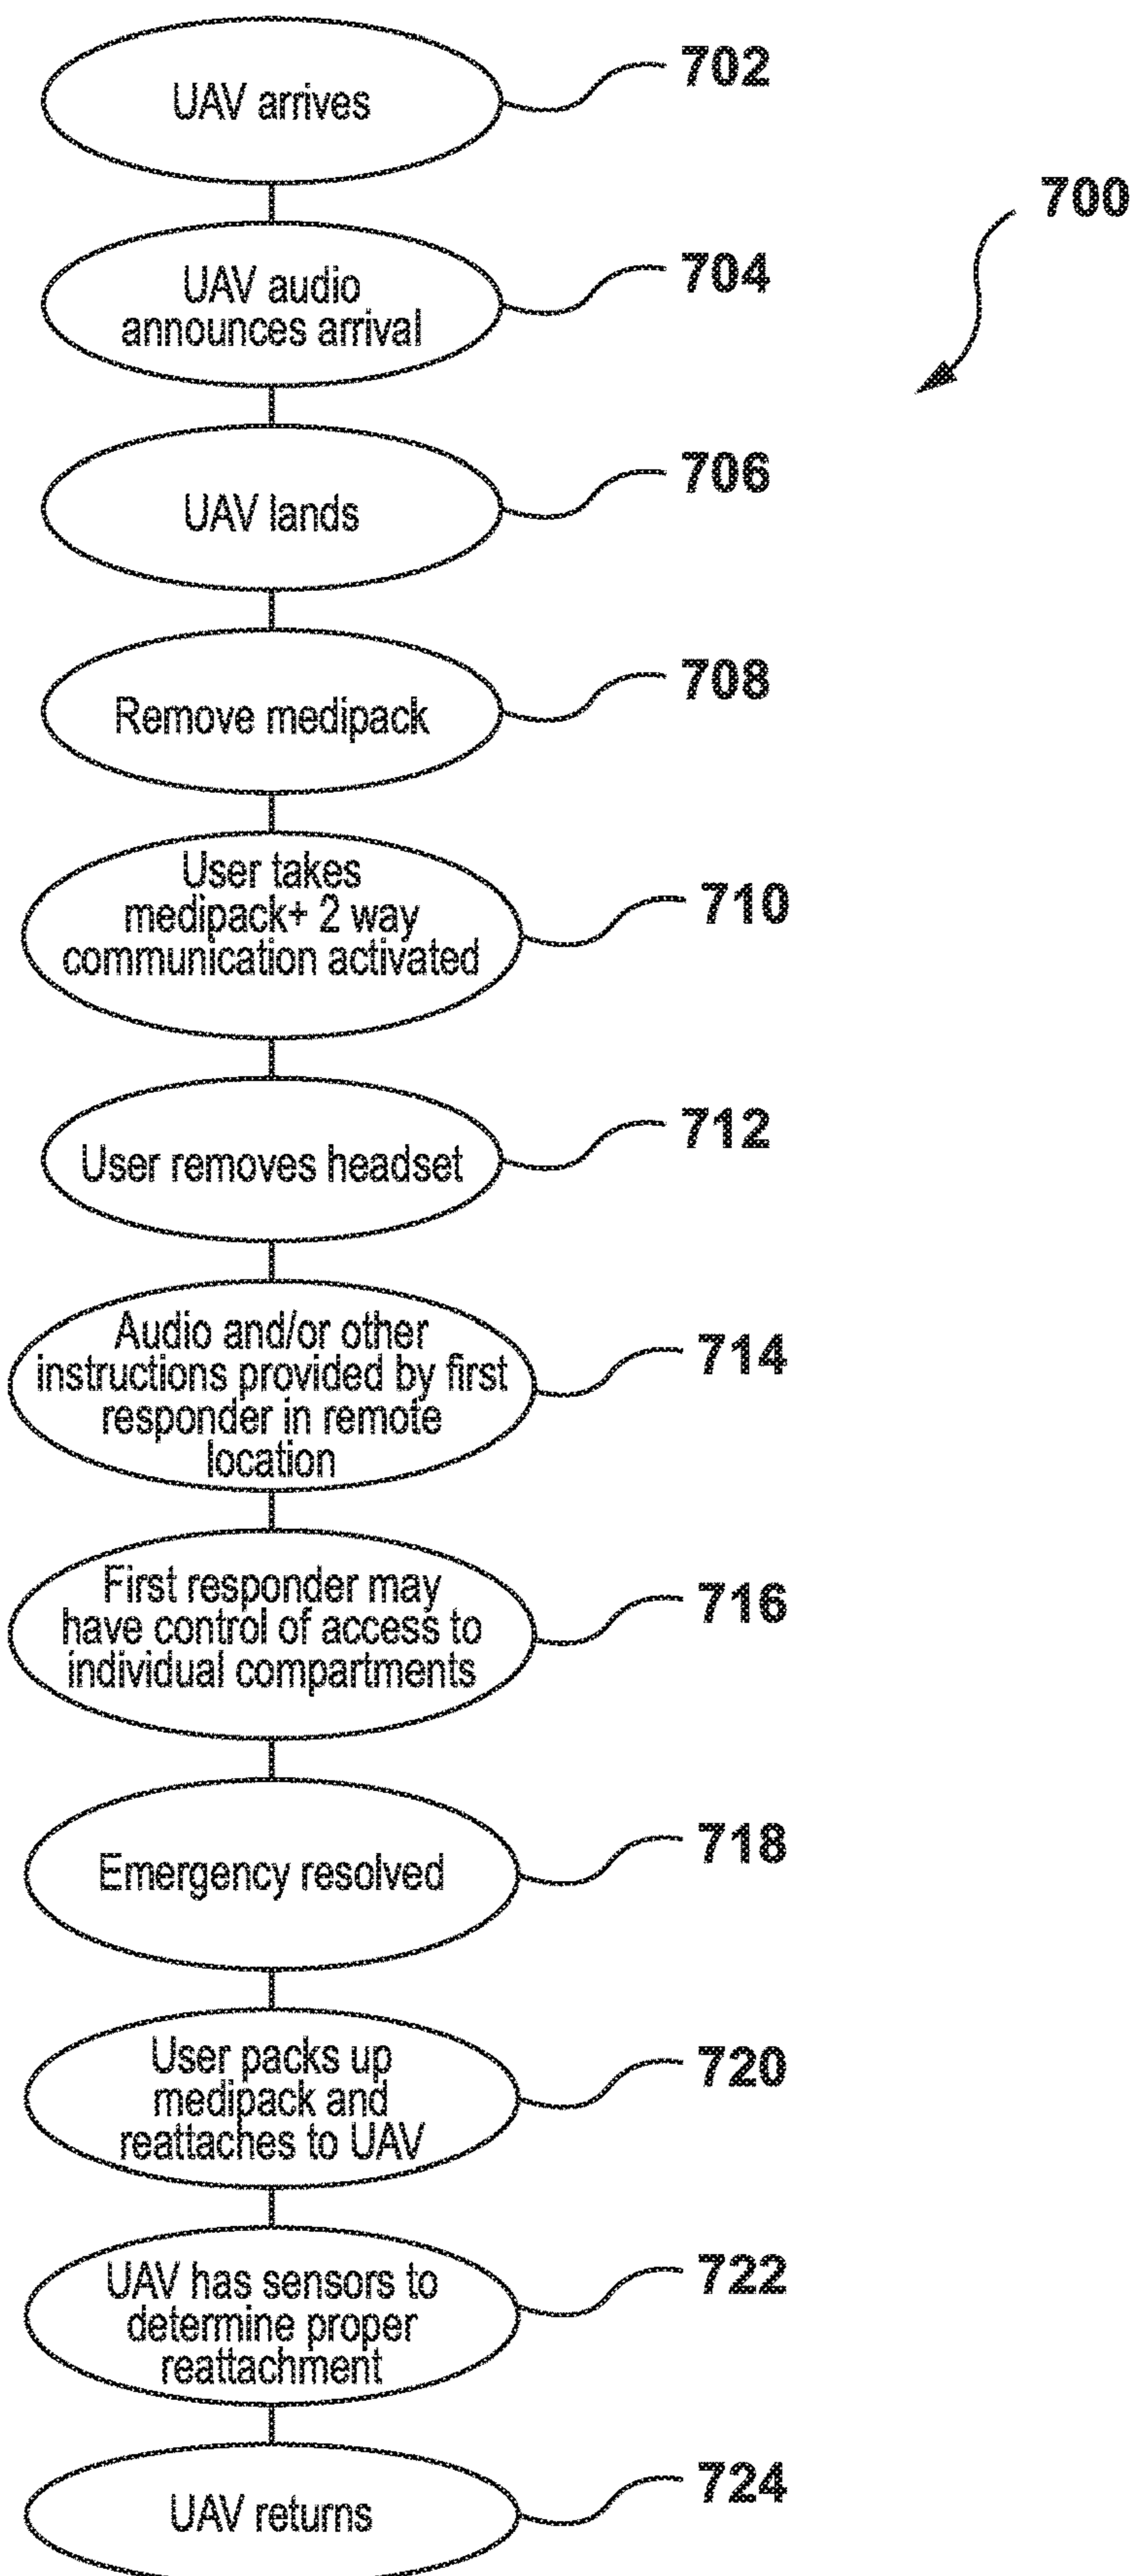 UAV arrives
702
700
UAV audio
announces arrival
704
UAV lands
706
Remove medipack
708
User takes
medipack+ 2 way
communication activated
710
User removes headset
712
Audio and/or other
instructions provided by first
responder in remote
location
714
First responder may
have control of access to
individual compartments
716
Emergency resolved
718
User packs up
medipack and
reattaches to UAV
720
UAV has sensors to
determine proper
reattachment
722
UAV returns
724